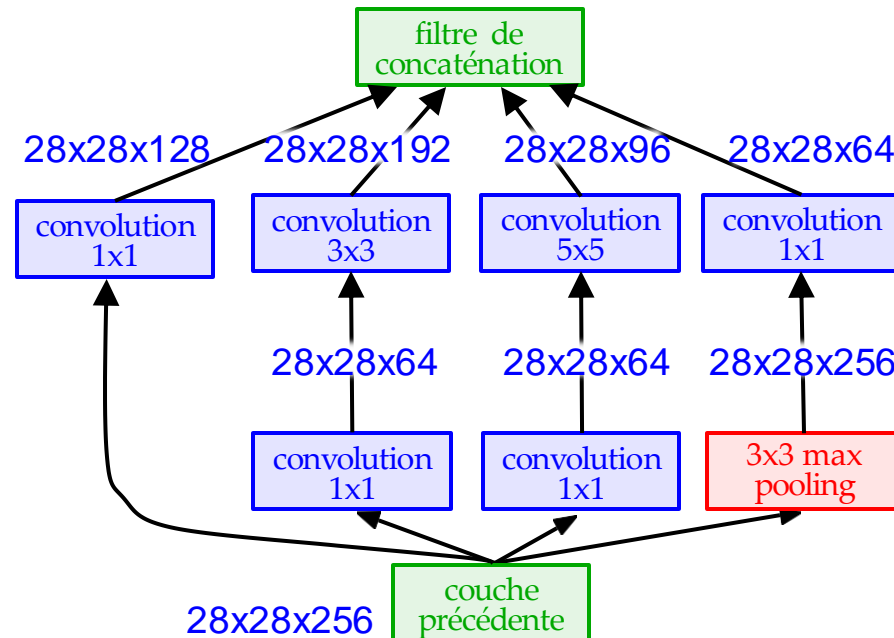 filtre de
concaténation
28x28x128
28x28x192
28x28x96
28x28x64
convolution
1x1
convolution
3x3
convolution
5x5
convolution
1x1
28x28x64
28x28x64
28x28x256
convolution
1x1
convolution
1x1
3x3 max
pooling
couche
précédente
28x28x256